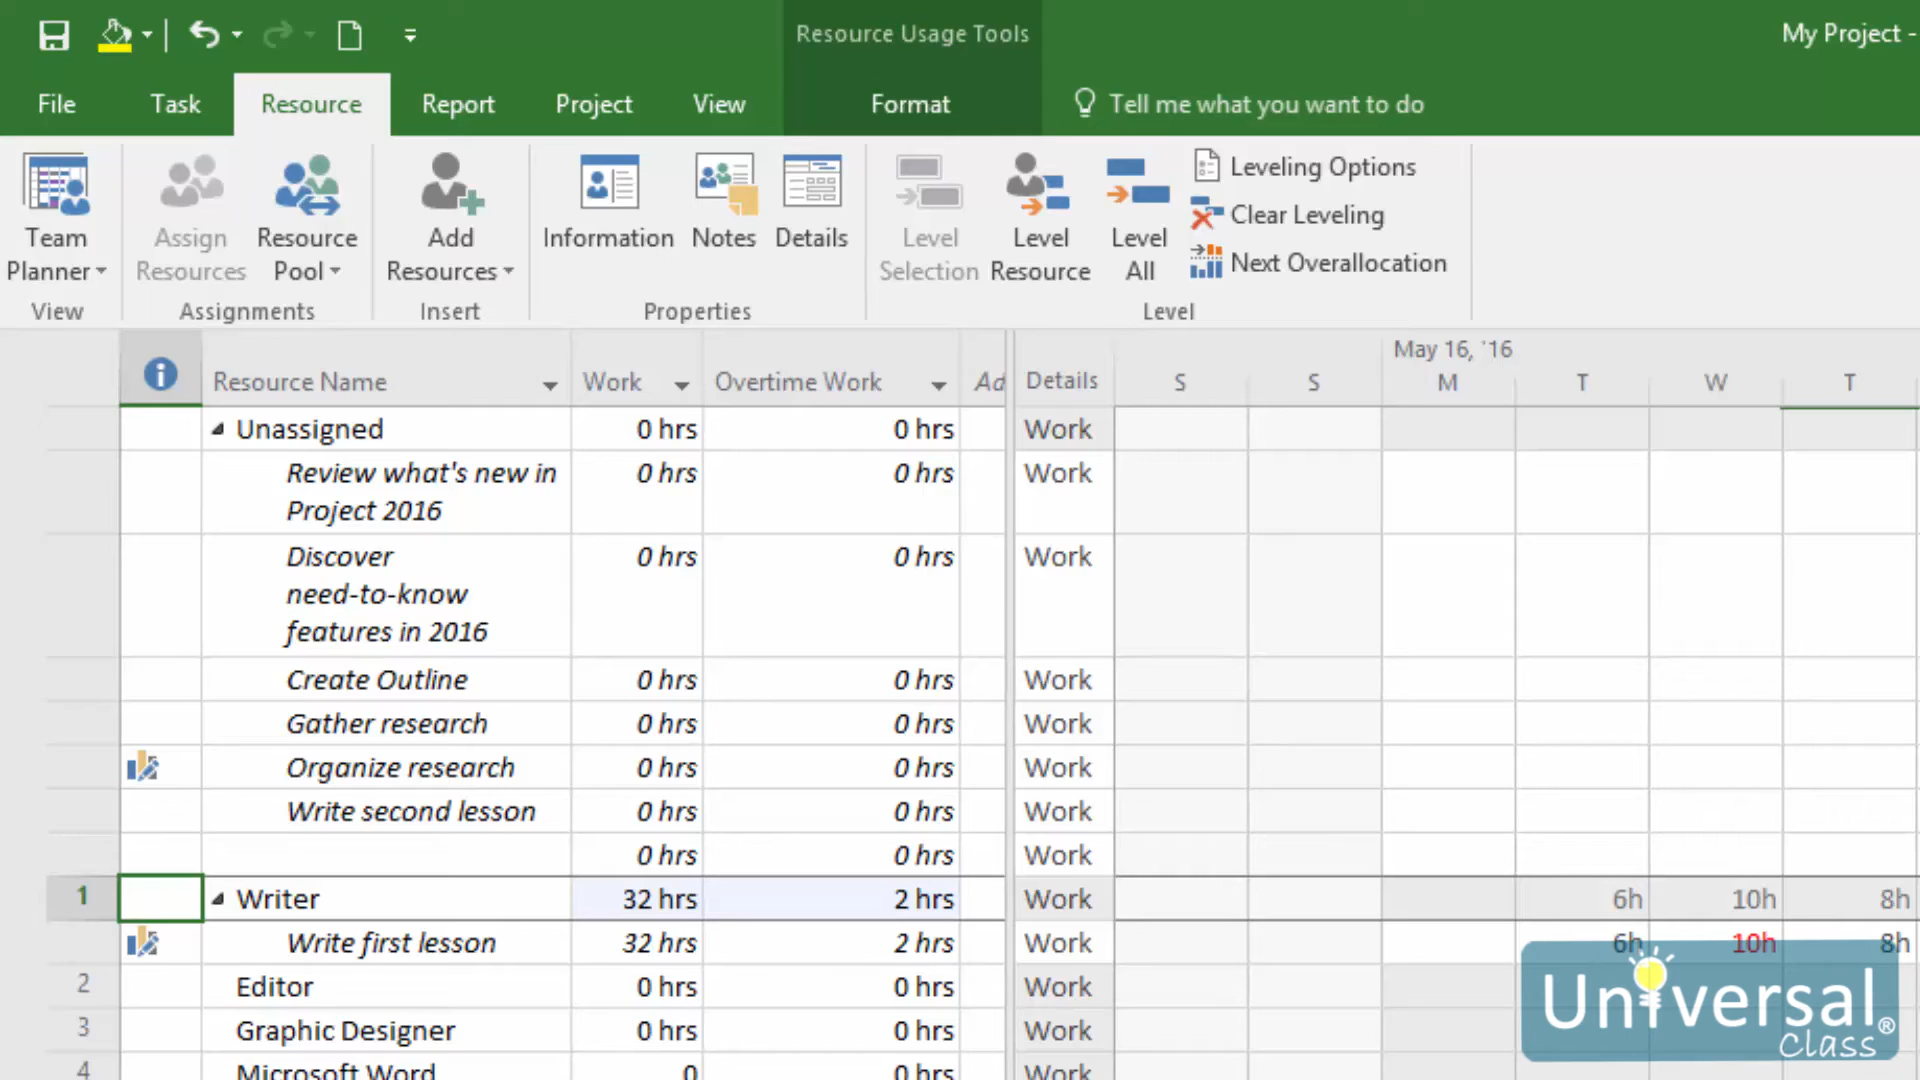 Resource Usage Tools
My Project -
File Task Resource Report Project View Format Tell me what you want to do
Team Planner
View
Assign Resources
Resource Pool
Assignments
Add Resources
Insert
Information
Notes
Details
Properties
Level Selection
Level Resource
Level All
Leveling Options
Clear Leveling
Next Overallocation
Level
Resource Name Work Overtime Work Ad Details May 16, '16
S S M T W T
Unassigned 0 hrs 0 hrs Work
Review what's new in 0 hrs 0 hrs Work
Project 2016
Discover 0 hrs 0 hrs Work
need-to-know
features in 2016
Create Outline 0 hrs 0 hrs Work
Gather research 0 hrs 0 hrs Work
Organize research 0 hrs 0 hrs Work
Write second lesson 0 hrs 0 hrs Work
0 hrs 0 hrs Work
1 Writer 32 hrs 2 hrs Work 6h 10h 8h
Write first lesson 32 hrs 2 hrs Work 6h 10h 8h
2 Editor 0 hrs 0 hrs Work
3 Graphic Designer 0 hrs 0 hrs Work
4 Microsoft Word 0 0 hrs Work
Universal®
Class